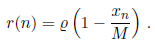 r(n) = ϱ (1 − xₙ/M) .